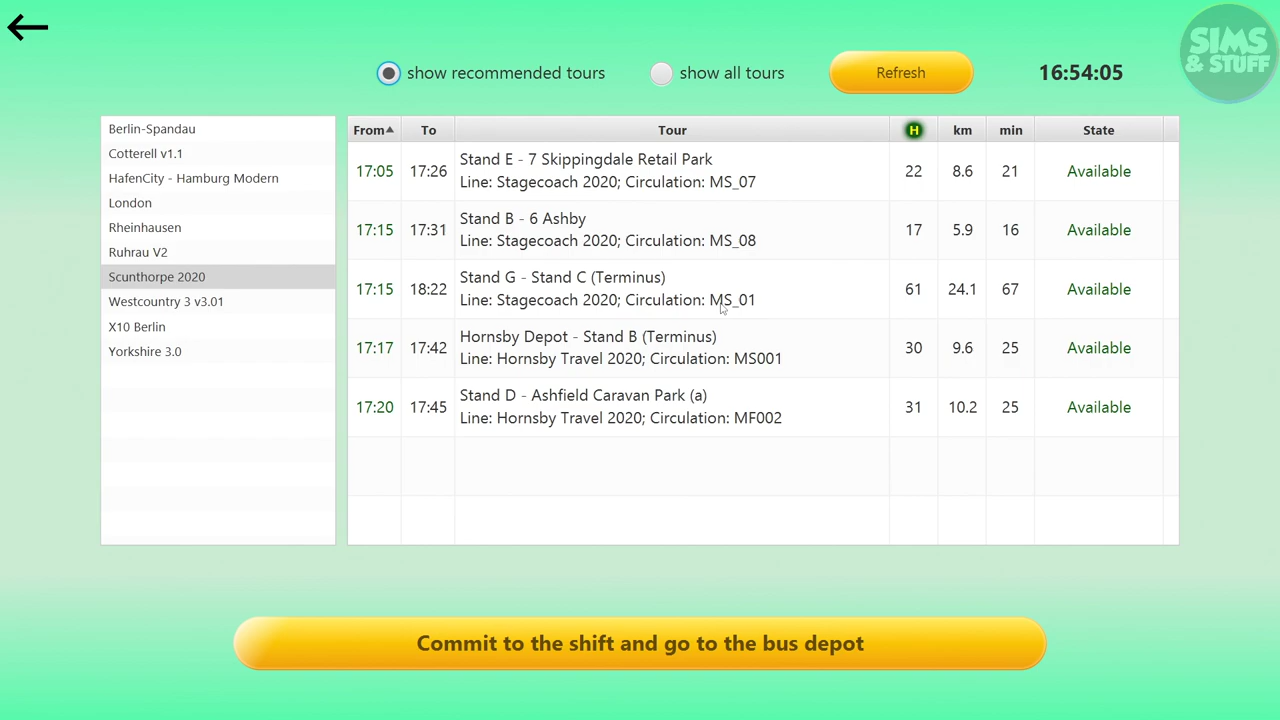 SIMS
& STUFF
show recommended tours
show all tours
Refresh
16:54:05
Berlin-Spandau
Cotterell v1.1
HafenCity - Hamburg Modern
London
Rheinhausen
Ruhrau V2
Scunthorpe 2020
Westcountry 3 v3.01
X10 Berlin
Yorkshire 3.0
From To Tour H km min State
17:05 17:26 Stand E - 7 Skippingdale Retail Park 22 8.6 21 Available
Line: Stagecoach 2020; Circulation: MS_07
17:15 17:31 Stand B - 6 Ashby 17 5.9 16 Available
Line: Stagecoach 2020; Circulation: MS_08
17:15 18:22 Stand G - Stand C (Terminus) 61 24.1 67 Available
Line: Stagecoach 2020; Circulation: MS_01
17:17 17:42 Hornsby Depot - Stand B (Terminus) 30 9.6 25 Available
Line: Hornsby Travel 2020; Circulation: MS001
17:20 17:45 Stand D - Ashfield Caravan Park (a) 31 10.2 25 Available
Line: Hornsby Travel 2020; Circulation: MF002
Commit to the shift and go to the bus depot